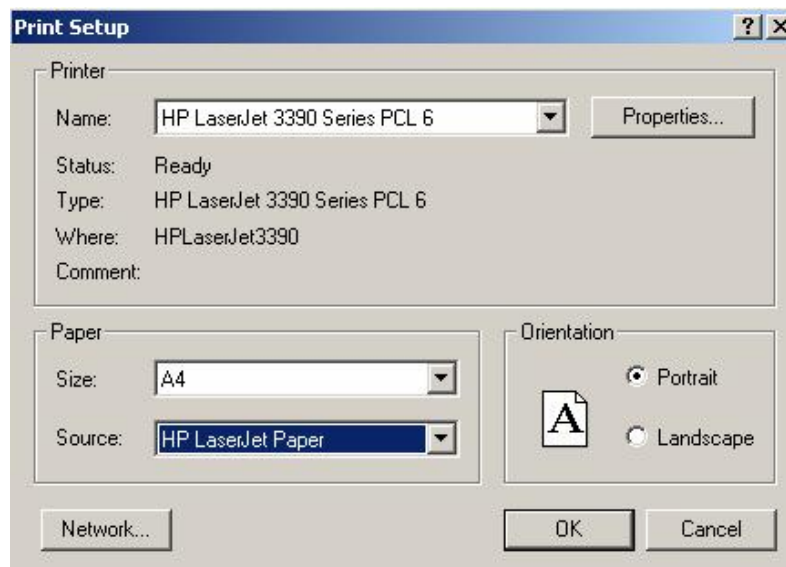 Print Setup
Printer
Name: HP LaserJet 3390 Series PCL 6 Properties...
Status: Ready
Type: HP LaserJet 3390 Series PCL 6
Where: HPLaserJet3390
Comment:
Paper
Size: A4
Source: HP LaserJet Paper
Orientation
A
Portrait
Landscape
Network... OK Cancel